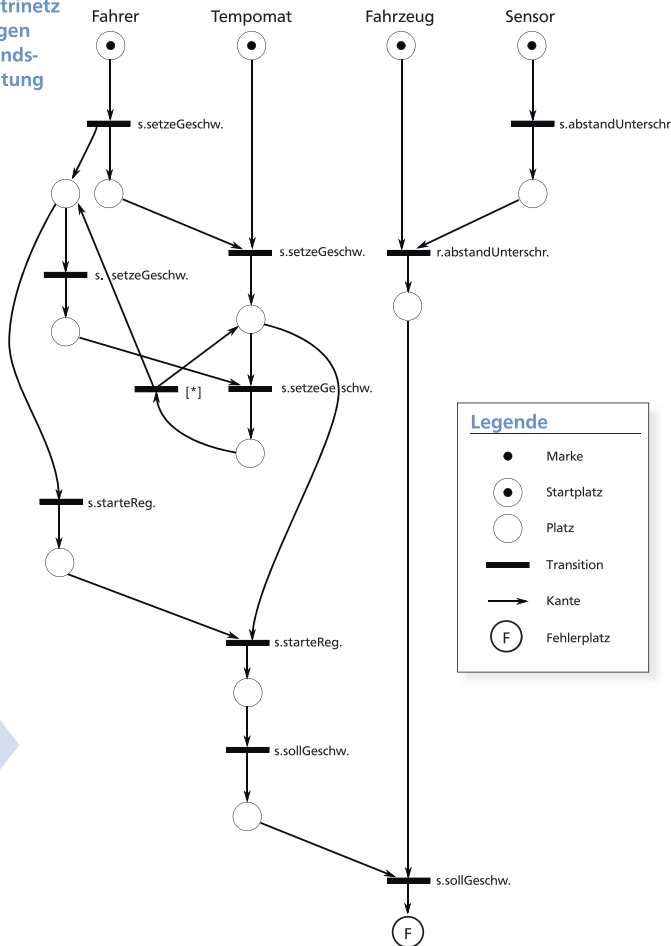 trinetz
gen
nds-
tung
Fahrer
Tempomat
Fahrzeug
Sensor
s.setzeGeschw.
s.abstandUnterschr
s.setzeGeschw.
r.abstandUnterschr.
s. setzeGeschw.
[*]
s.setzeGe schw.
Legende
Marke
Startplatz
Platz
Transition
Kante
F
Fehlerplatz
s.starteReg.
s.starteReg.
s.sollGeschw.
s.sollGeschw.
F